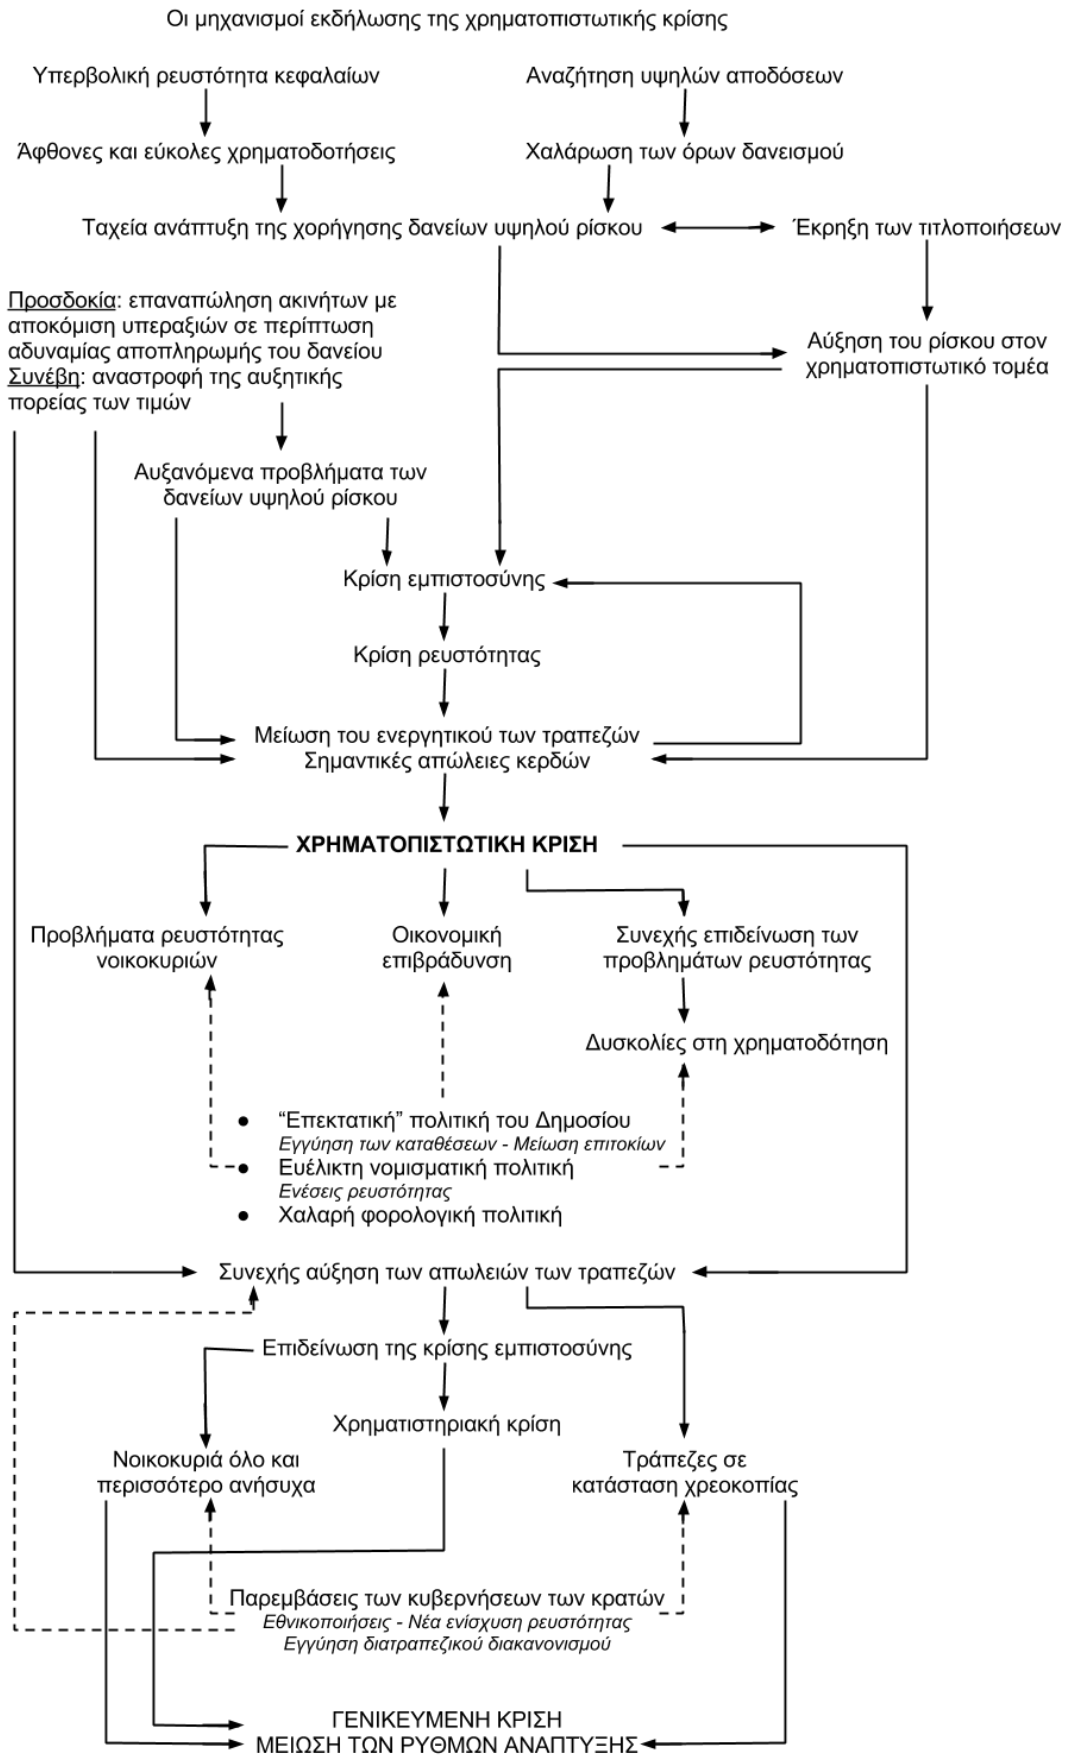 Οι μηχανισμοί εκδήλωσης της χρηματοπιστωτικής κρίσης
Υπερβολική ρευστότητα κεφαλαίων
Αναζήτηση υψηλών αποδόσεων
Άφθονες και εύκολες χρηματοδοτήσεις
Χαλάρωση των όρων δανεισμού
Ταχεία ανάπτυξη της χορήγησης δανείων υψηλού ρίσκου
Έκρηξη των τιτλοποιήσεων
Προσδοκία: επαναπώληση ακινήτων με
αποκόμιση υπεραξιών σε περίπτωση
αδυναμίας αποπληρωμής του δανείου
Συνέβη: αναστροφή της αυξητικής
πορείας των τιμών
Αύξηση του ρίσκου στον
χρηματοπιστωτικό τομέα
Αυξανόμενα προβλήματα των
δανείων υψηλού ρίσκου
Κρίση εμπιστοσύνης
Κρίση ρευστότητας
Μείωση του ενεργητικού των τραπεζών
Σημαντικές απώλειες κερδών
ΧΡΗΜΑΤΟΠΙΣΤΩΤΙΚΗ ΚΡΙΣΗ
Προβλήματα ρευστότητας
νοικοκυριών
Οικονομική
επιβράδυνση
Συνεχής επιδείνωση των
προβλημάτων ρευστότητας
Δυσκολίες στη χρηματοδότηση
● “Επεκτατική” πολιτική του Δημοσίου
Εγγύηση των καταθέσεων - Μείωση επιτοκίων
● Ευέλικτη νομισματική πολιτική
Ενέσεις ρευστότητας
● Χαλαρή φορολογική πολιτική
Συνεχής αύξηση των απωλειών των τραπεζών
Επιδείνωση της κρίσης εμπιστοσύνης
Χρηματιστηριακή κρίση
Νοικοκυριά όλο και
περισσότερο ανήσυχα
Τράπεζες σε
κατάσταση χρεοκοπίας
Παρεμβάσεις των κυβερνήσεων των κρατών
Εθνικοποιήσεις - Νέα ενίσχυση ρευστότητας
Εγγύηση διατραπεζικού διακανονισμού
ΓΕΝΙΚΕΥΜΕΝΗ ΚΡΙΣΗ
ΜΕΙΩΣΗ ΤΩΝ ΡΥΘΜΩΝ ΑΝΑΠΤΥΞΗΣ